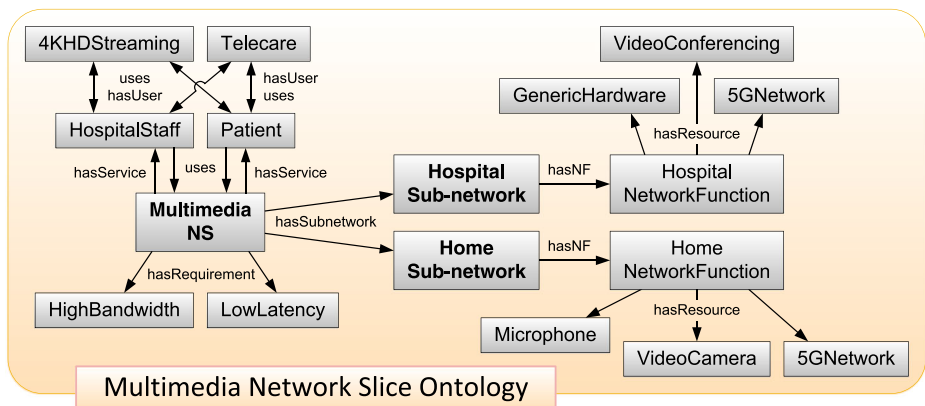 4KHDStreaming
Telecare
VideoConferencing
uses
hasUser
hasUser
uses
GenericHardware
5GNetwork
hasResource
HospitalStaff
Patient
hasService
uses
hasService
Hospital
Sub-network
hasNF
Hospital
NetworkFunction
Multimedia
NS
hasSubnetwork
Home
Sub-network
hasNF
Home
NetworkFunction
hasRequirement
HighBandwidth
LowLatency
hasResource
Microphone
VideoCamera
5GNetwork
Multimedia Network Slice Ontology